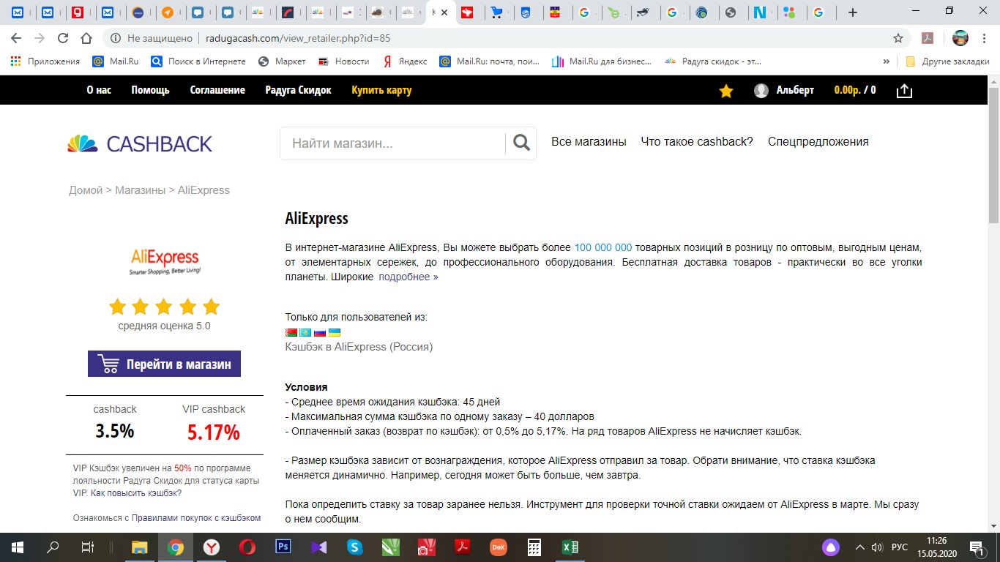 Не защищено
radugacash.com/view_retailer.php?id=85
Приложения Mail.Ru Поиск в Интернете Маркет Новости Яндекс Mail.Ru: почта, пои... Mail.Ru для бизнес... Радуга скидок - эт... » Другие закладки
О нас Помощь Соглашение Радуга Скидок Купить карту Альберт 0.00р. / 0
CASHBACK Найти магазин... Все магазины Что такое cashback? Спецпредложения
Домой > Магазины > AliExpress
AliExpress
Smarter Shopping, Better Living!
средняя оценка 5.0
Перейти в магазин
cashback VIP cashback
3.5% 5.17%
VIP Кэшбэк увеличен на 50% по программе
лояльности Радуга Скидок для статуса карты
VIP. Как повысить кэшбэк?
Ознакомься с Правилами покупок с кэшбэком
AliExpress
В интернет-магазине AliExpress, Вы можете выбрать более 100 000 000 товарных позиций в розницу по оптовым, выгодным ценам,
от элементарных сережек, до профессионального оборудования. Бесплатная доставка товаров - практически во все уголки
планеты. Широкие подробнее »
Только для пользователей из:
Кэшбэк в AliExpress (Россия)
Условия
- Среднее время ожидания кэшбэка: 45 дней
- Максимальная сумма кэшбэка по одному заказу – 40 долларов
- Оплаченный заказ (возврат по кэшбэк): от 0,5% до 5,17%. На ряд товаров AliExpress не начисляет кэшбэк.
- Размер кэшбэка зависит от вознаграждения, которое AliExpress отправил за товар. Обрати внимание, что ставка кэшбэка
меняется динамично. Например, сегодня может быть больше, чем завтра.
Пока определить ставку за товар заранее нельзя. Инструмент для проверки точной ставки ожидаем от AliExpress в марте. Мы сразу
о нем сообщим.
РУС
11:26
15.05.2020